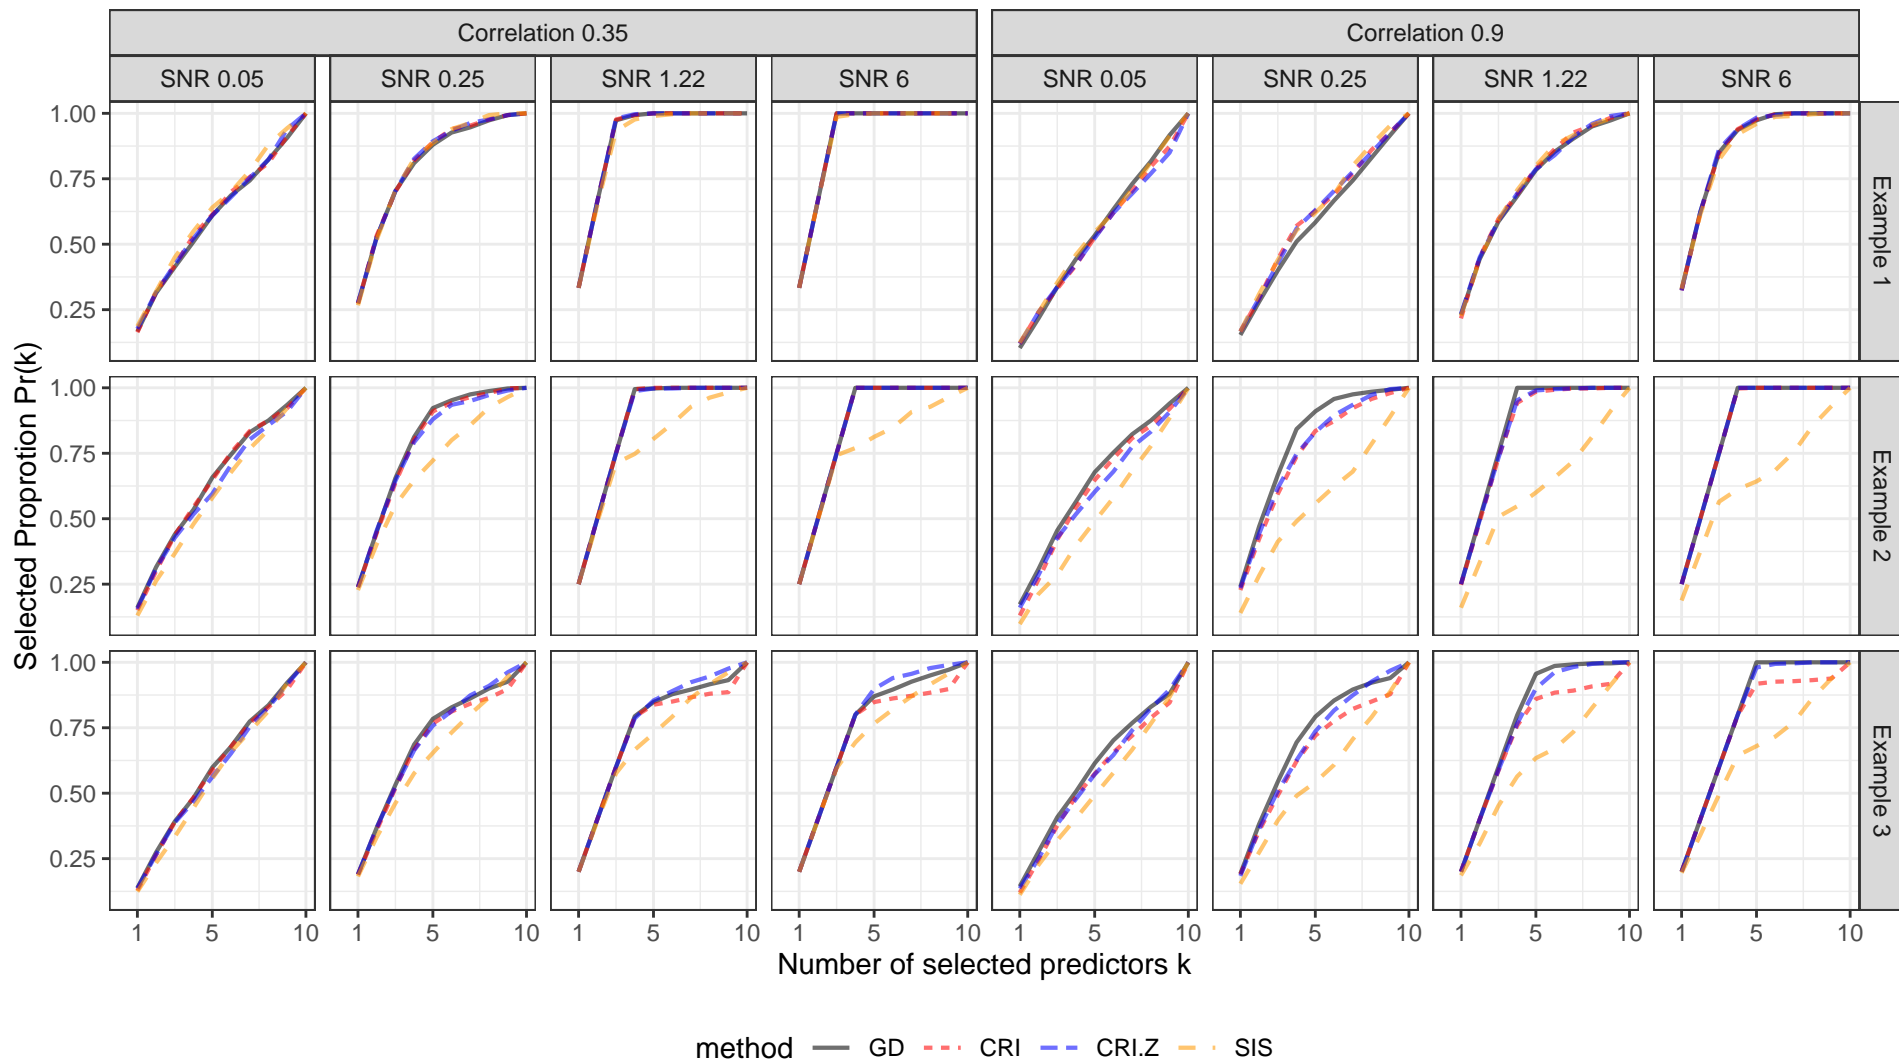 Correlation 0.35 Correlation 0.9
SNR 0.05 SNR 0.25 SNR 1.22 SNR 6 SNR 0.05 SNR 0.25 SNR 1.22 SNR 6
1.00
0.75
0.50
0.25
Example 1
1.00
0.75
0.50
0.25
Example 2
1.00
0.75
0.50
0.25
Example 3
Selected Proprotion Pr(k)
1 5 10 1 5 10 1 5 10 1 5 10 1 5 10 1 5 10 1 5 10 1 5 10
Number of selected predictors k
method GD CRI CRI.Z SIS